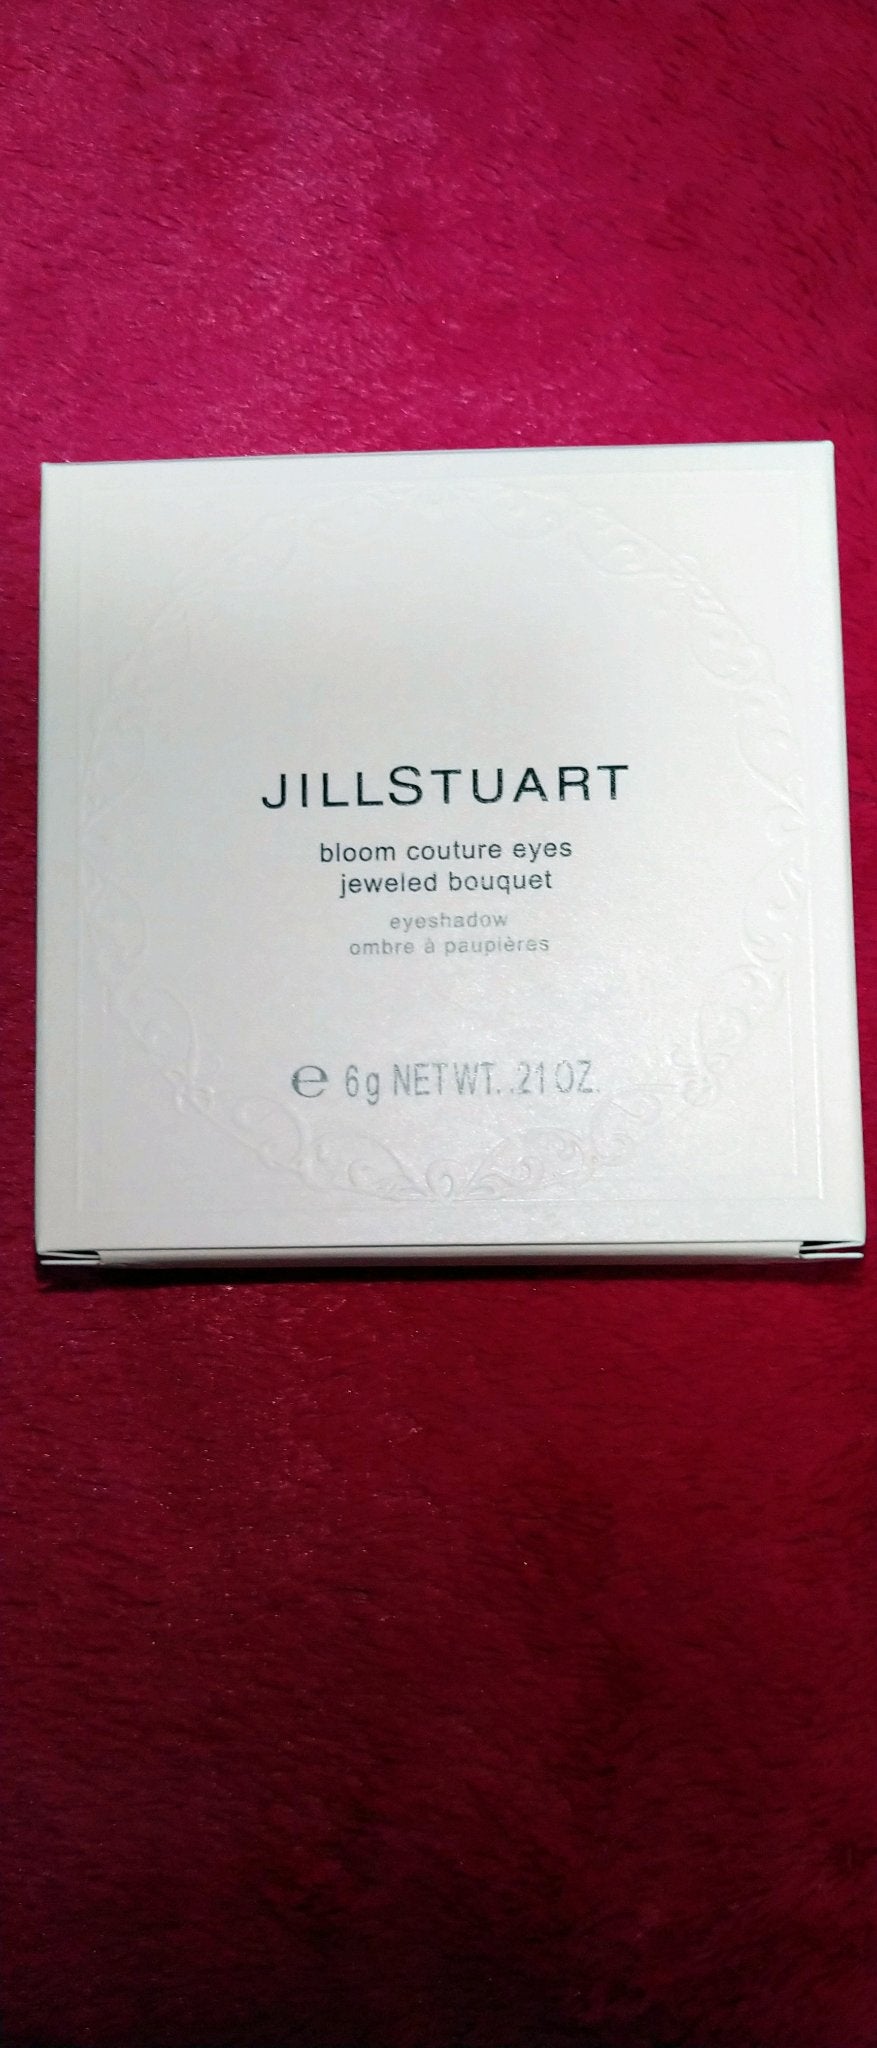 JILLSTUART
bloom couture eyes
jeweled bouquet
eyeshadow
ombre à paupières
℮ 6g NET WT. .21 OZ.